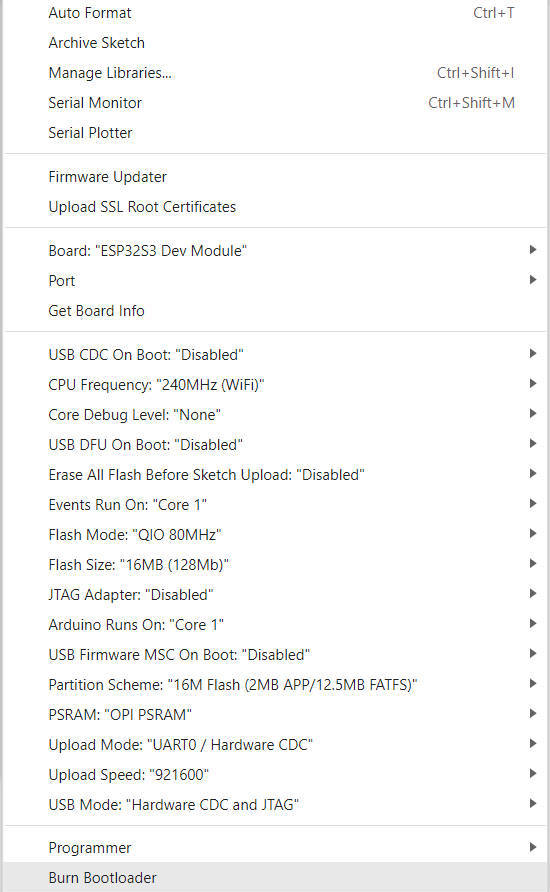 Auto Format Ctrl+T
Archive Sketch
Manage Libraries... Ctrl+Shift+I
Serial Monitor Ctrl+Shift+M
Serial Plotter
Firmware Updater
Upload SSL Root Certificates
Board: "ESP32S3 Dev Module"
Port
Get Board Info
USB CDC On Boot: "Disabled"
CPU Frequency: "240MHz (WiFi)"
Core Debug Level: "None"
USB DFU On Boot: "Disabled"
Erase All Flash Before Sketch Upload: "Disabled"
Events Run On: "Core 1"
Flash Mode: "QIO 80MHz"
Flash Size: "16MB (128Mb)"
JTAG Adapter: "Disabled"
Arduino Runs On: "Core 1"
USB Firmware MSC On Boot: "Disabled"
Partition Scheme: "16M Flash (2MB APP/12.5MB FATFS)"
PSRAM: "OPI PSRAM"
Upload Mode: "UART0 / Hardware CDC"
Upload Speed: "921600"
USB Mode: "Hardware CDC and JTAG"
Programmer
Burn Bootloader